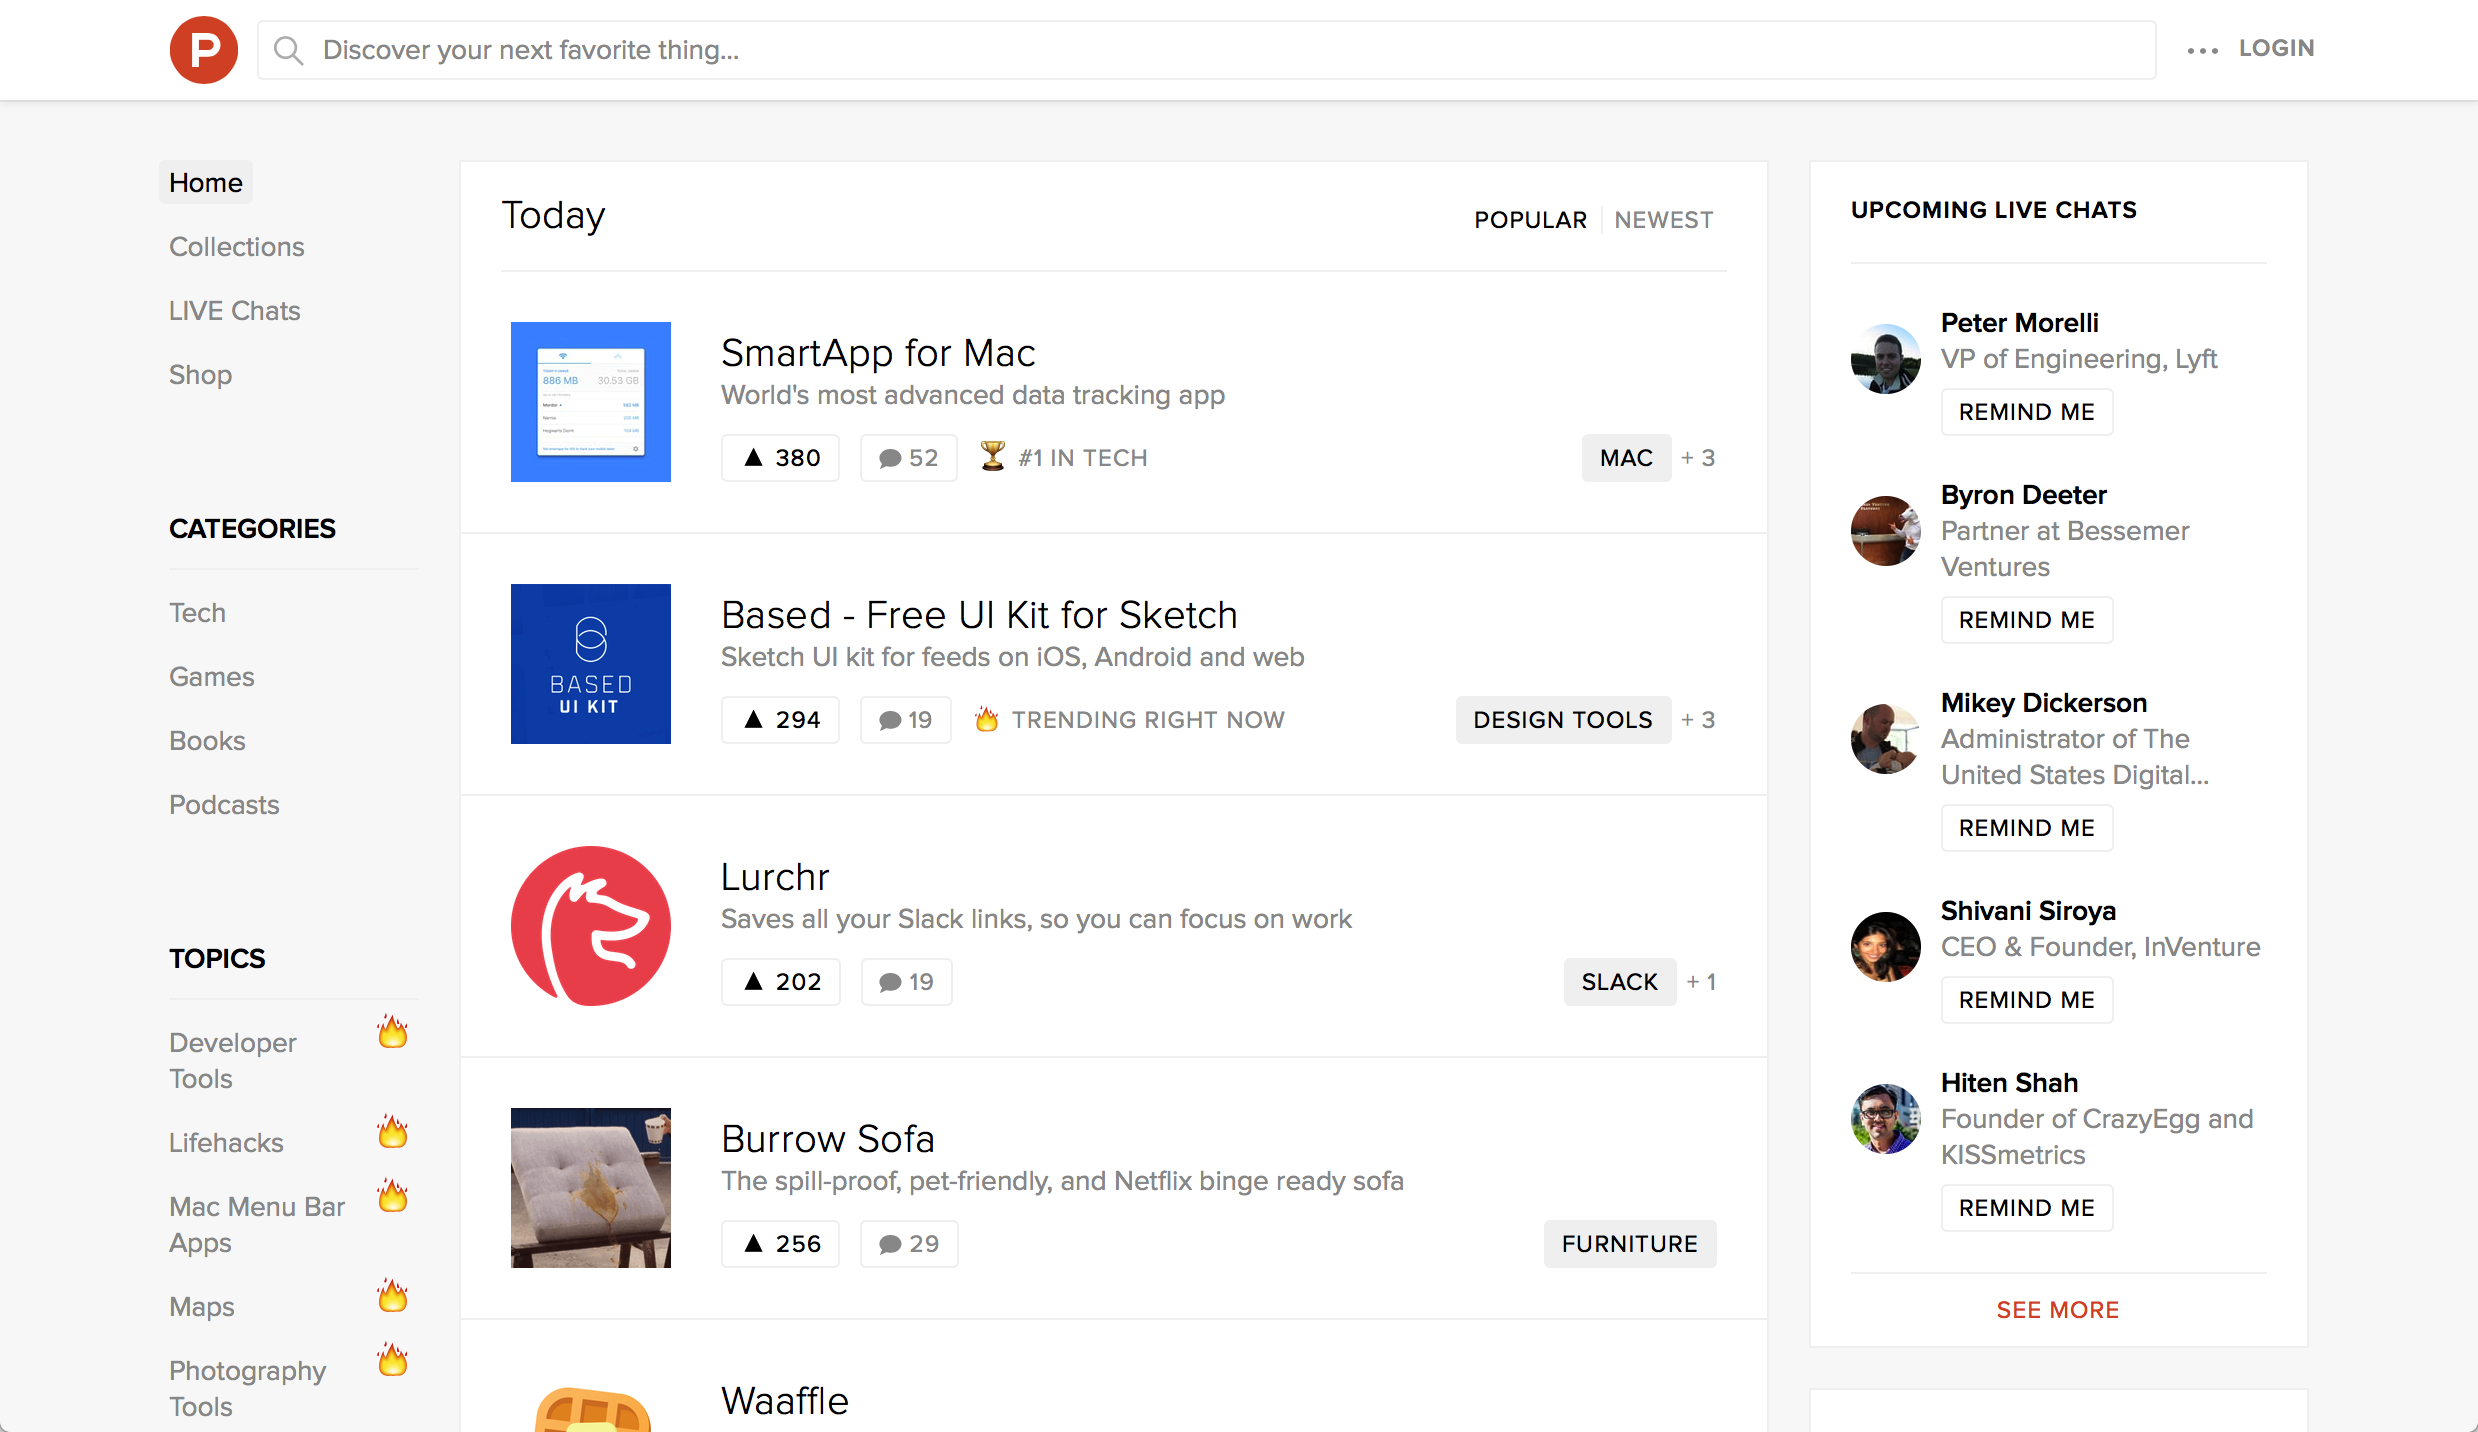 P
Discover your next favorite thing...
LOGIN
Home
Collections
LIVE Chats
Shop
CATEGORIES
Tech
Games
Books
Podcasts
TOPICS
Developer
Tools
Lifehacks
Mac Menu Bar
Apps
Maps
Photography
Tools
Today
POPULAR
NEWEST
886 MB
30.53 GB
SmartApp for Mac
World's most advanced data tracking app
380
52
#1 IN TECH
MAC
+ 3
BASED
UI KIT
Based - Free UI Kit for Sketch
Sketch UI kit for feeds on iOS, Android and web
294
19
TRENDING RIGHT NOW
DESIGN TOOLS
+ 3
Lurchr
Saves all your Slack links, so you can focus on work
202
19
SLACK
+ 1
Burrow Sofa
The spill-proof, pet-friendly, and Netflix binge ready sofa
256
29
FURNITURE
Waaffle
UPCOMING LIVE CHATS
Peter Morelli
VP of Engineering, Lyft
REMIND ME
Byron Deeter
Partner at Bessemer
Ventures
REMIND ME
Mikey Dickerson
Administrator of The
United States Digital...
REMIND ME
Shivani Siroya
CEO & Founder, InVenture
REMIND ME
Hiten Shah
Founder of CrazyEgg and
KISSmetrics
REMIND ME
SEE MORE